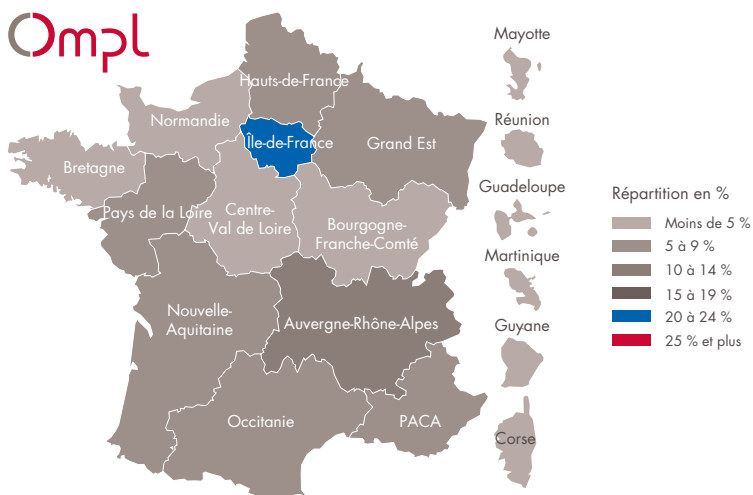 Ompl
Mayotte
Hauts-de-France
Normandie
Réunion
Île-de-France
Grand Est
Bretagne
Guadeloupe
Répartition en %
Pays de la Loire
Centre-
Val de Loire
Bourgogne-
Franche-Comté
Moins de 5 %
5 à 9 %
Martinique
10 à 14 %
15 à 19 %
Nouvelle-
Aquitaine
Auvergne-Rhône-Alpes
Guyane
20 à 24 %
25 % et plus
Occitanie
PACA
Corse